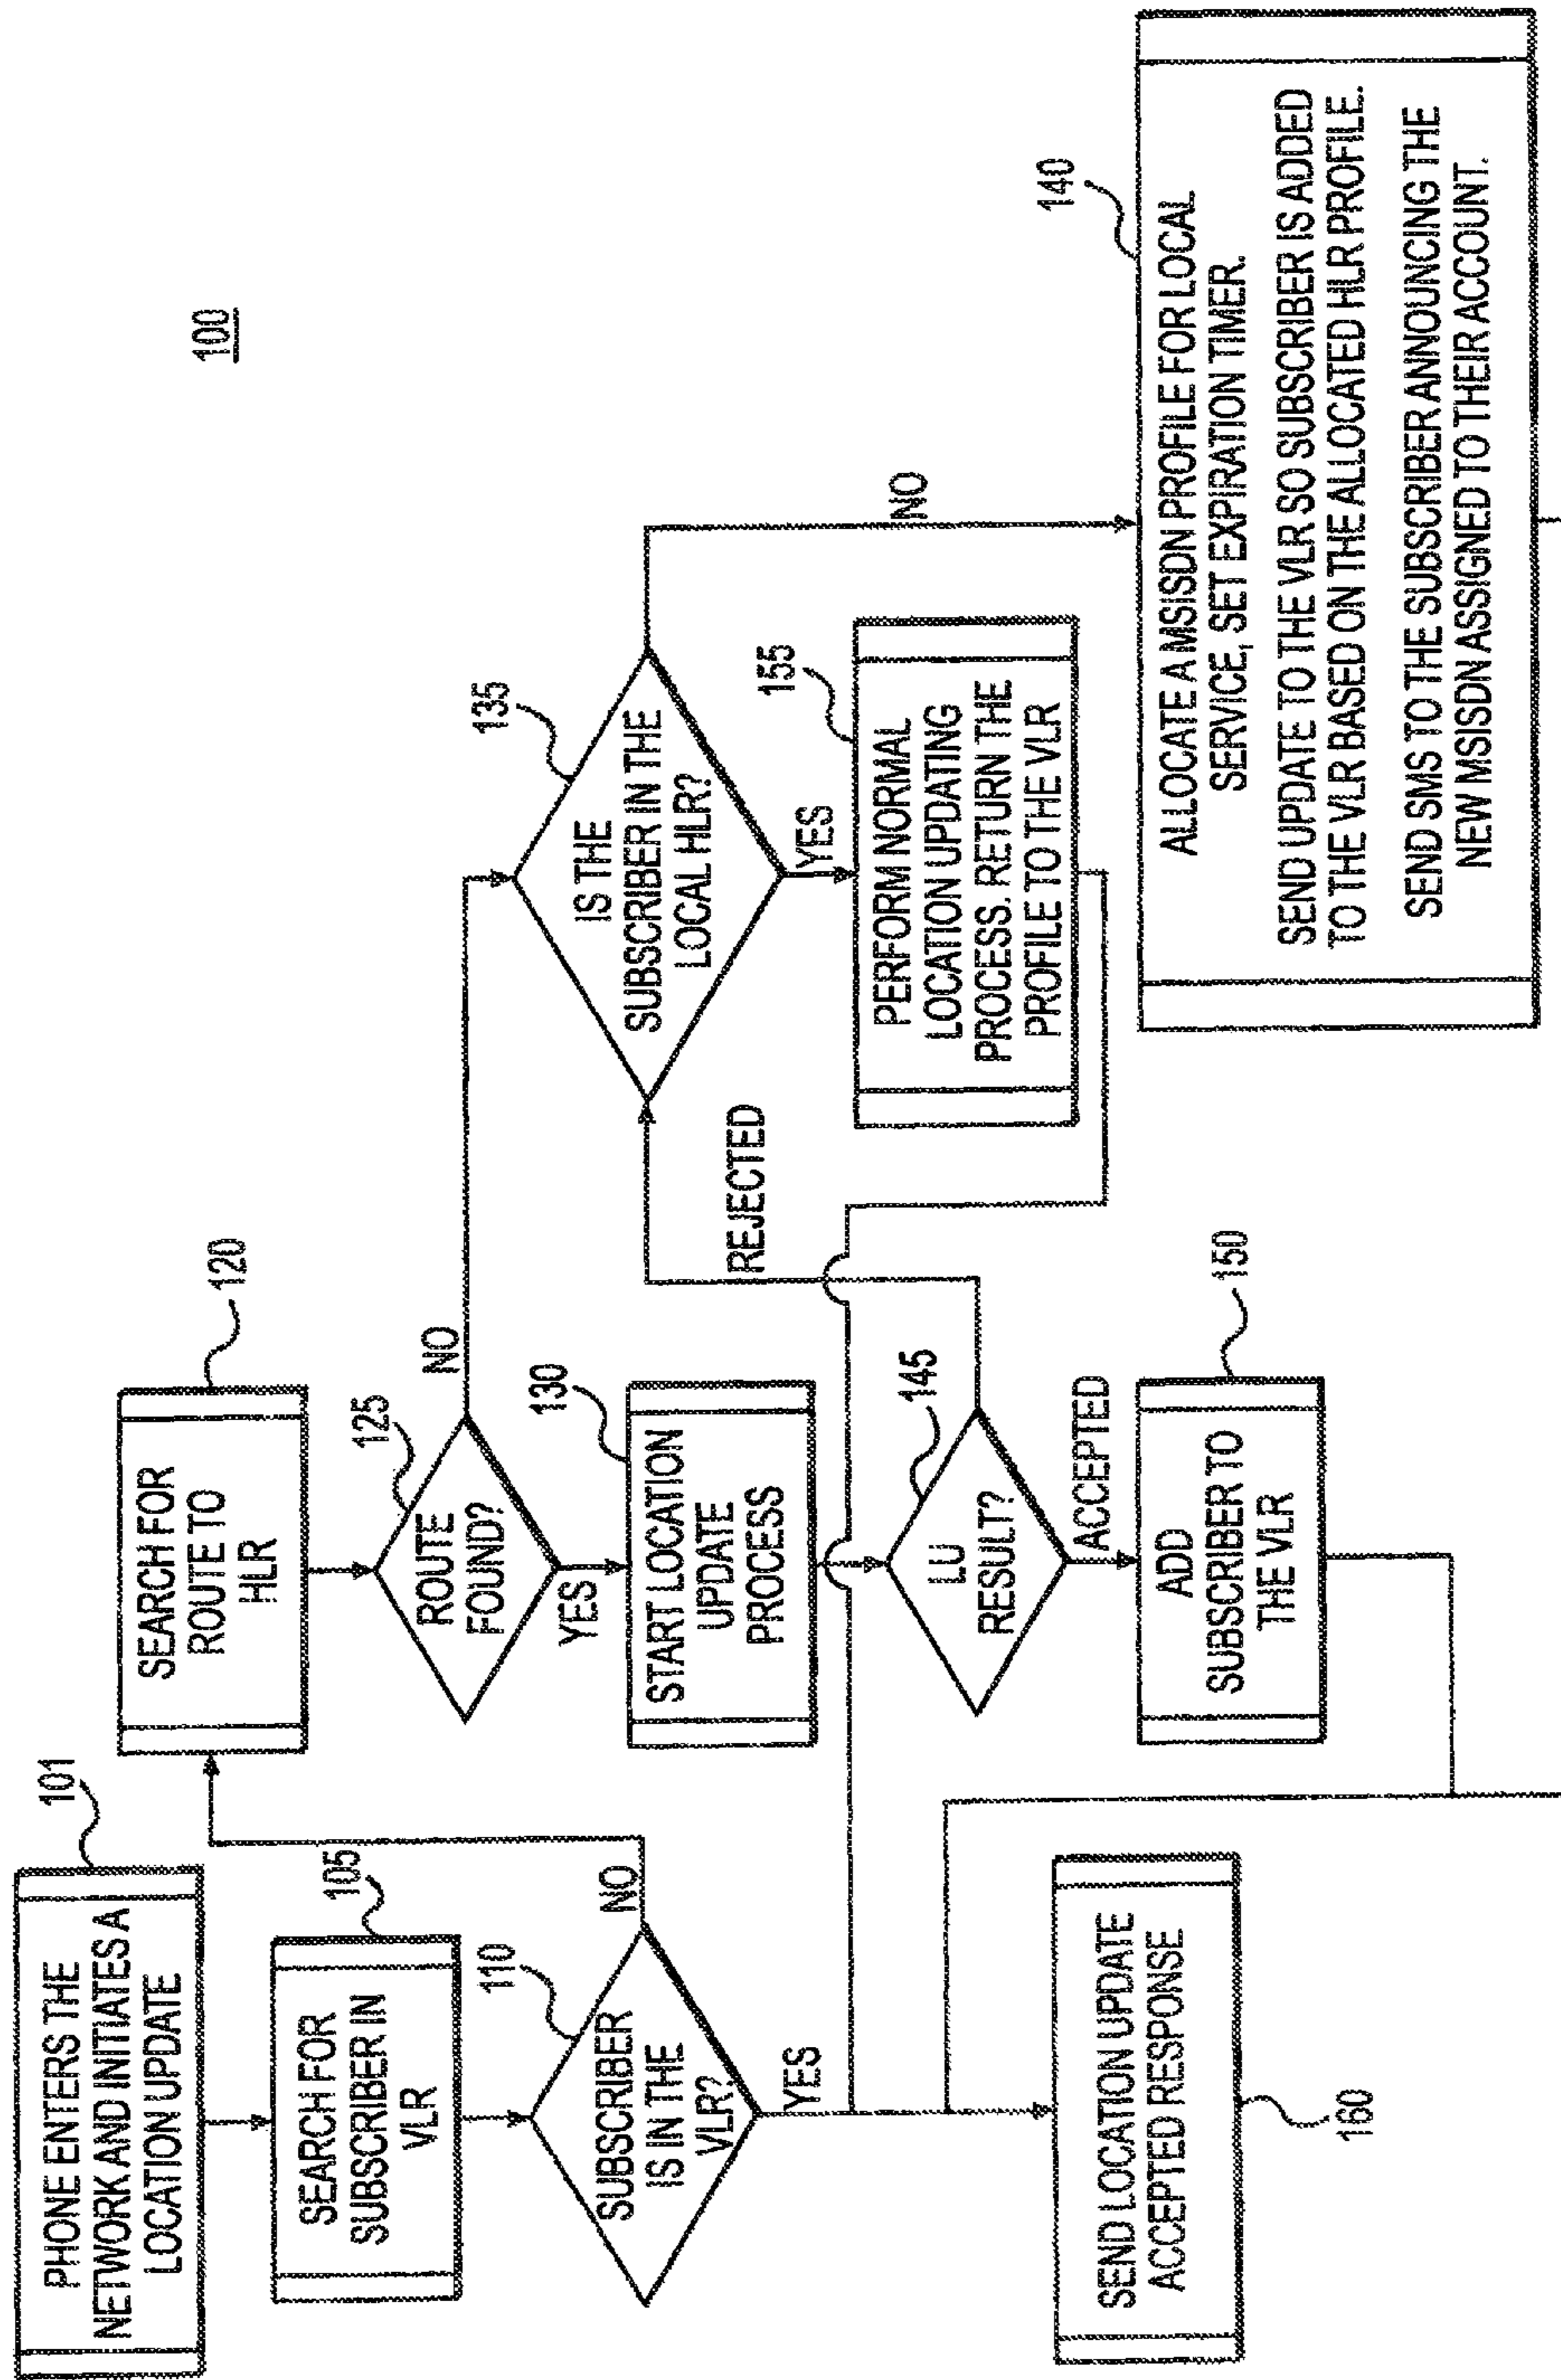 100
101
PHONE ENTERS THE
NETWORK AND INITIATES A
LOCATION UPDATE
105
SEARCH FOR
SUBSCRIBER IN
VLR
110
SUBSCRIBER
IS IN THE
VLR?
NO
YES
120
SEARCH FOR
ROUTE TO
HLR
125
ROUTE
FOUND?
NO
YES
130
START LOCATION
UPDATE
PROCESS
145
LU
RESULT?
REJECTED
ACCEPTED
150
ADD
SUBSCRIBER TO
THE VLR
135
IS THE
SUBSCRIBER IN THE
LOCAL HLR?
NO
YES
155
PERFORM NORMAL
LOCATION UPDATING
PROCESS. RETURN THE
PROFILE TO THE VLR
140
ALLOCATE A MSISDN PROFILE FOR LOCAL
SERVICE, SET EXPIRATION TIMER.
SEND UPDATE TO THE VLR SO SUBSCRIBER IS ADDED
TO THE VLR BASED ON THE ALLOCATED HLR PROFILE.
SEND SMS TO THE SUBSCRIBER ANNOUNCING THE
NEW MSISDN ASSIGNED TO THEIR ACCOUNT.
SEND LOCATION UPDATE
ACCEPTED RESPONSE
160